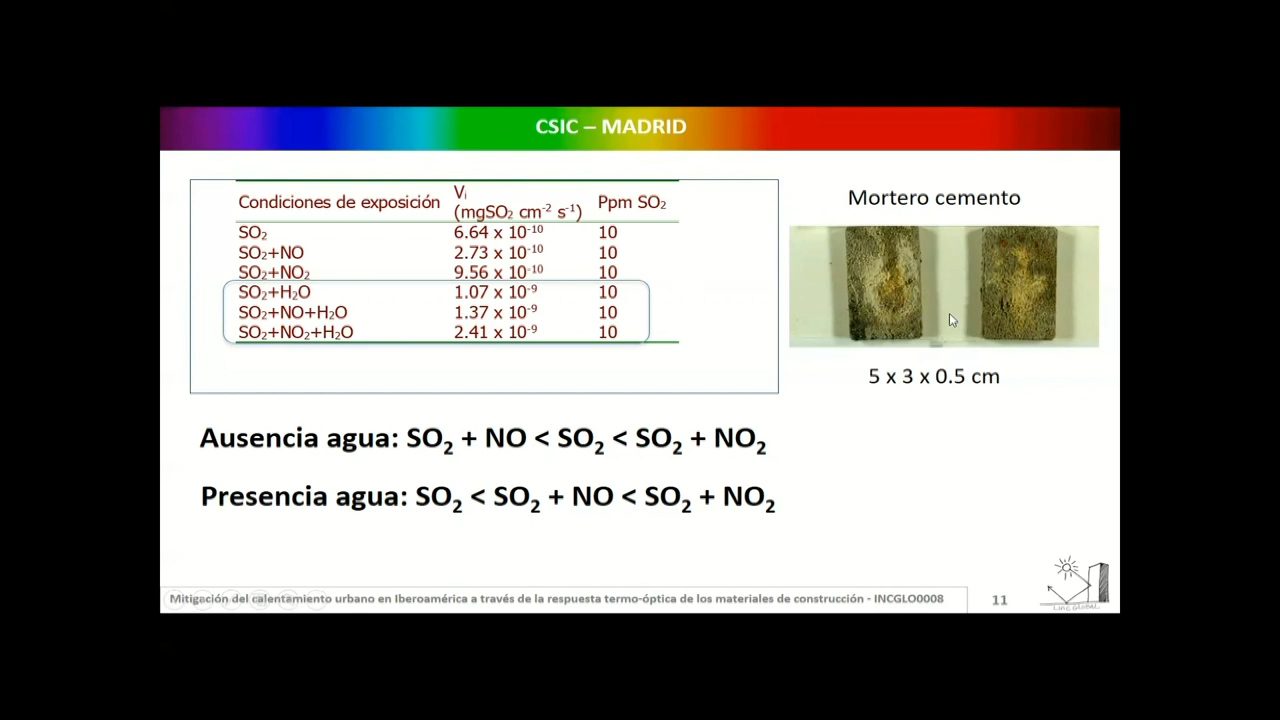 CSIC – MADRID
Condiciones de exposición Vᵢ (mgSO₂ cm⁻² s⁻¹) Ppm SO₂
SO₂ 6.64 x 10⁻¹⁰ 10
SO₂+NO 2.73 x 10⁻¹⁰ 10
SO₂+NO₂ 9.56 x 10⁻¹⁰ 10
SO₂+H₂O 1.07 x 10⁻⁹ 10
SO₂+NO+H₂O 1.37 x 10⁻⁹ 10
SO₂+NO₂+H₂O 2.41 x 10⁻⁹ 10
Mortero cemento
5 x 3 x 0.5 cm
Ausencia agua: SO₂ + NO < SO₂ < SO₂ + NO₂
Presencia agua: SO₂ < SO₂ + NO < SO₂ + NO₂
Mitigación del calentamiento urbano en Iberoamérica a través de la respuesta termo-óptica de los materiales de construcción - INCGLO0008
11
LINC GLOBAL